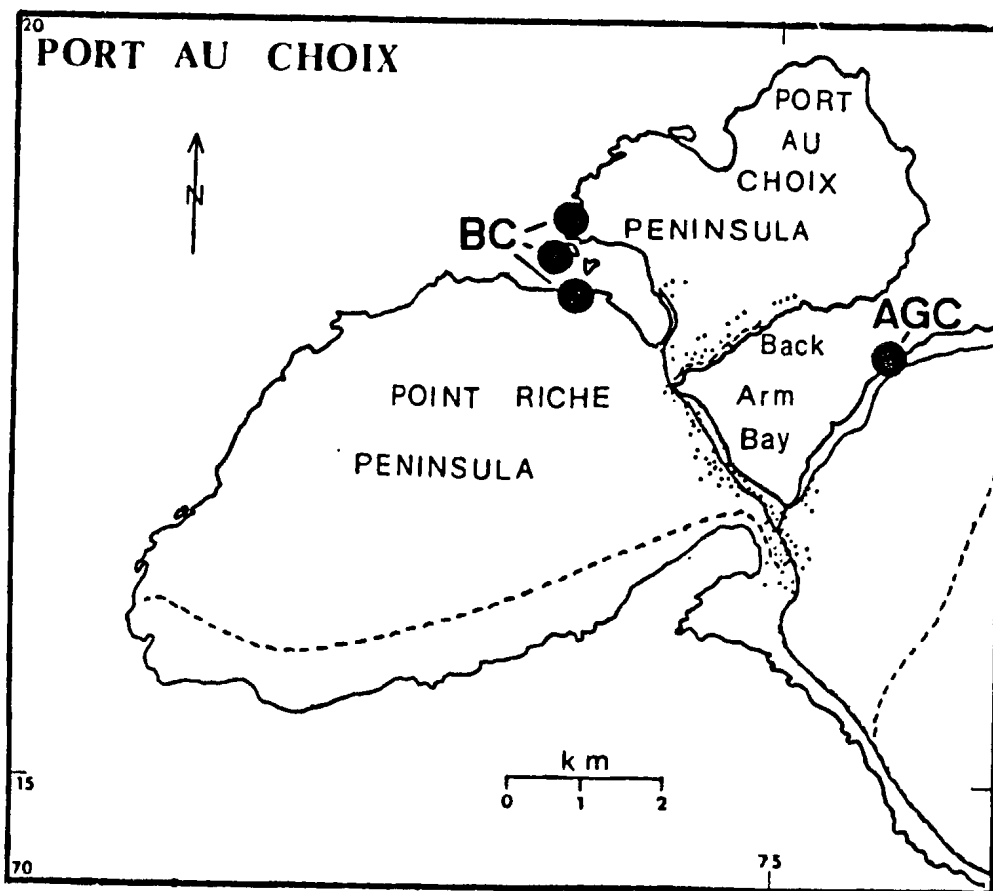 20
PORT AU CHOIX
N
PORT
AU
CHOIX
PENINSULA
BC
AGC
Back
Arm
Bay
POINT RICHE
PENINSULA
km
0 1 2
15
70
75